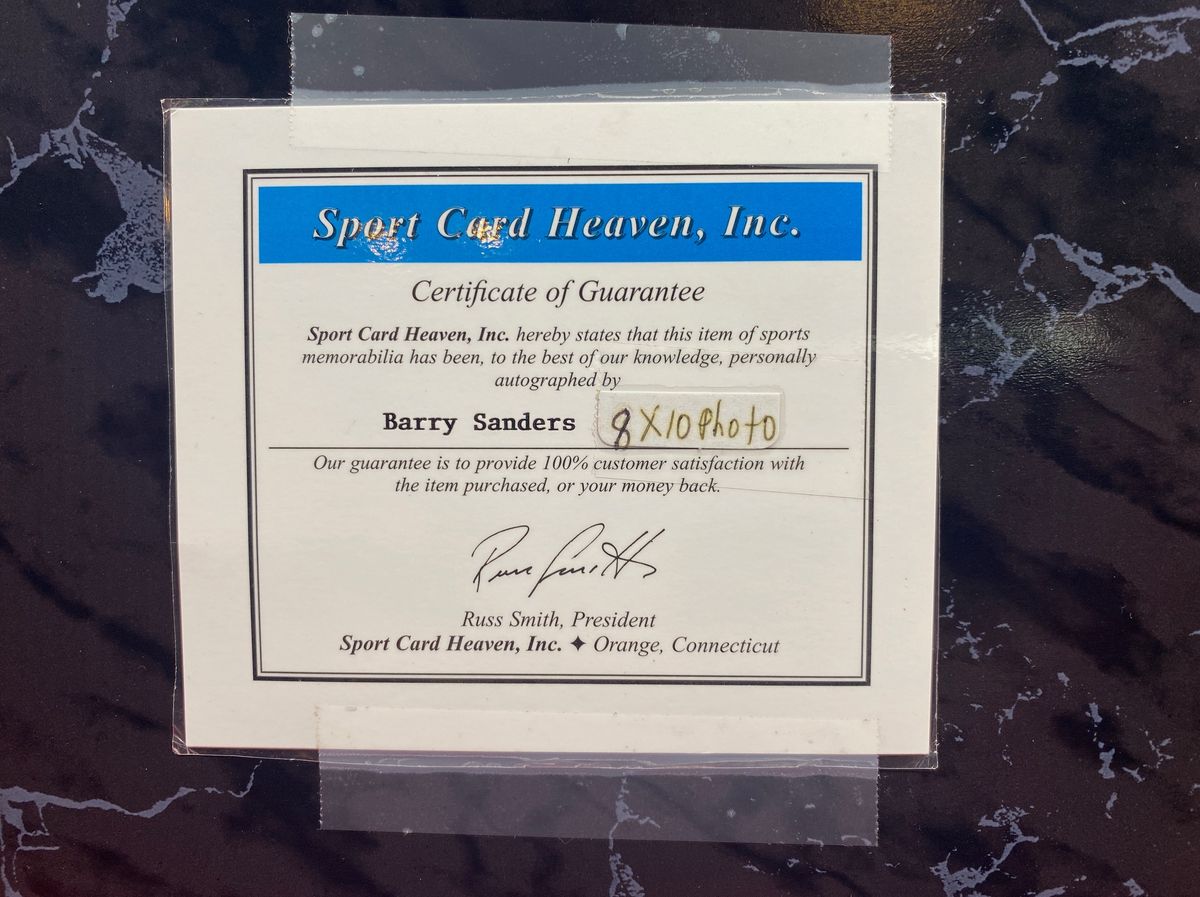 Sport Card Heaven, Inc.
Certificate of Guarantee
Sport Card Heaven, Inc. hereby states that this item of sports
memorabilia has been, to the best of our knowledge, personally
autographed by
Barry Sanders 8X10 Photo
Our guarantee is to provide 100% customer satisfaction with
the item purchased, or your money back.
Russ Smith
Russ Smith, President
Sport Card Heaven, Inc. ✦ Orange, Connecticut